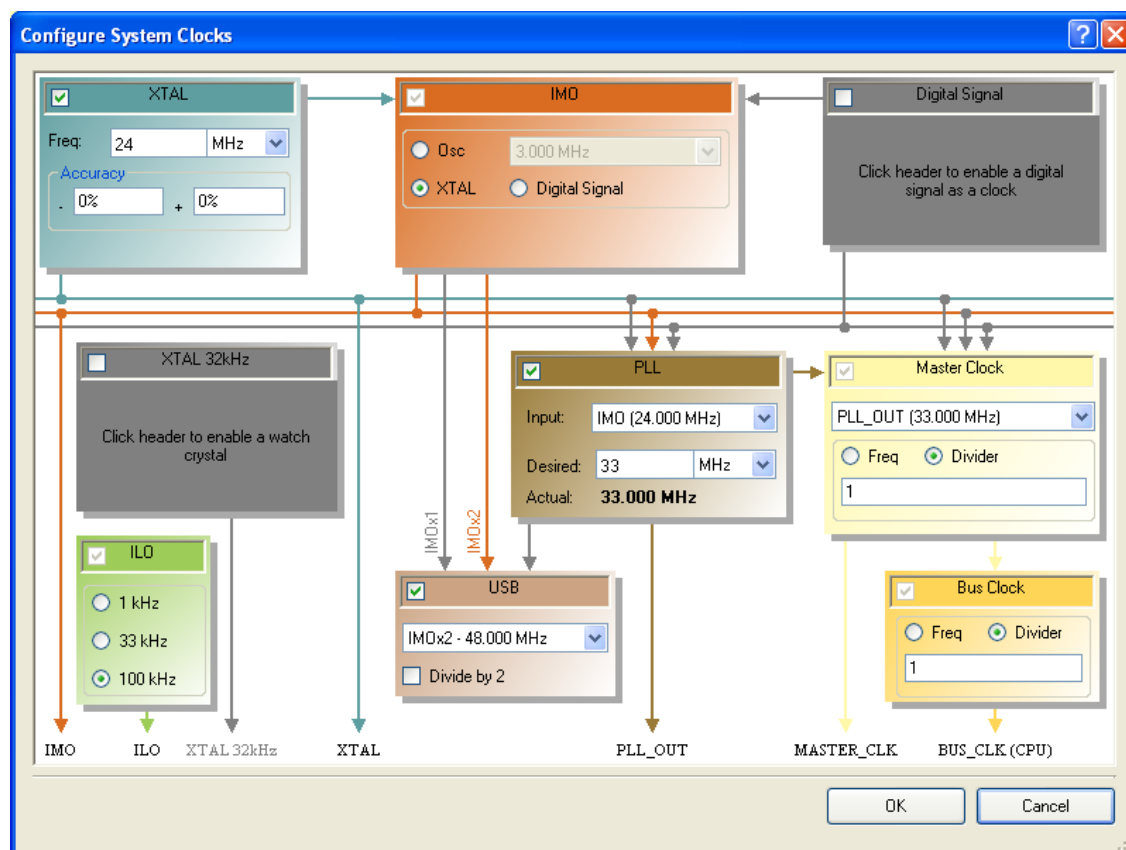 Configure System Clocks
XTAL
Freq: 24 MHz
Accuracy
- 0% + 0%
IMO
Osc 3.000 MHz
XTAL Digital Signal
Digital Signal
Click header to enable a digital
signal as a clock
XTAL 32kHz
Click header to enable a watch
crystal
PLL
Input: IMO (24.000 MHz)
Desired: 33 MHz
Actual: 33.000 MHz
Master Clock
PLL_OUT (33.000 MHz)
Freq Divider
1
IMOx1
IMOx2
ILO
1 kHz
33 kHz
100 kHz
USB
IMOx2 - 48.000 MHz
Divide by 2
Bus Clock
Freq Divider
1
IMO ILO XTAL 32kHz XTAL PLL_OUT MASTER_CLK BUS_CLK (CPU)
OK Cancel